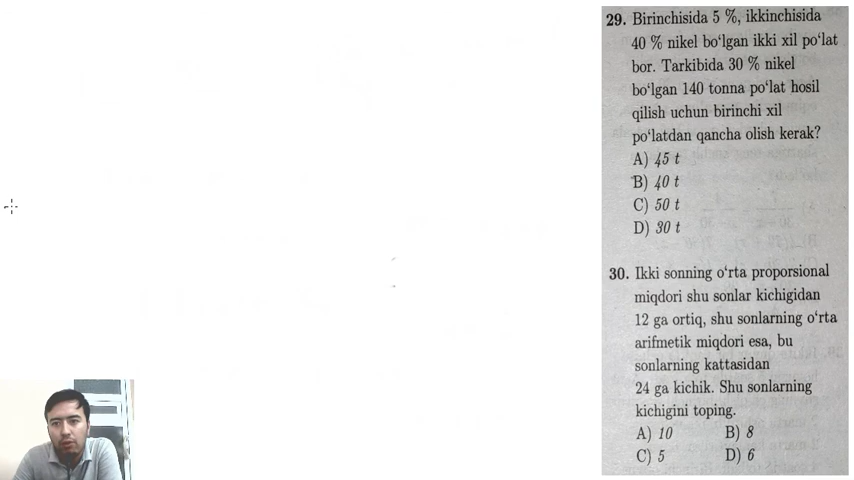 29. Birinchisida 5 %, ikkinchisida
40 % nikel bo‘lgan ikki xil po‘lat
bor. Tarkibida 30 % nikel
bo‘lgan 140 tonna po‘lat hosil
qilish uchun birinchi xil
po‘latdan qancha olish kerak?
A) 45 t
B) 40 t
C) 50 t
D) 30 t
30. Ikki sonning o‘rta proporsional
miqdori shu sonlar kichigidan
12 ga ortiq, shu sonlarning o‘rta
arifmetik miqdori esa, bu
sonlarning kattasidan
24 ga kichik. Shu sonlarning
kichigini toping.
A) 10 B) 8
C) 5 D) 6